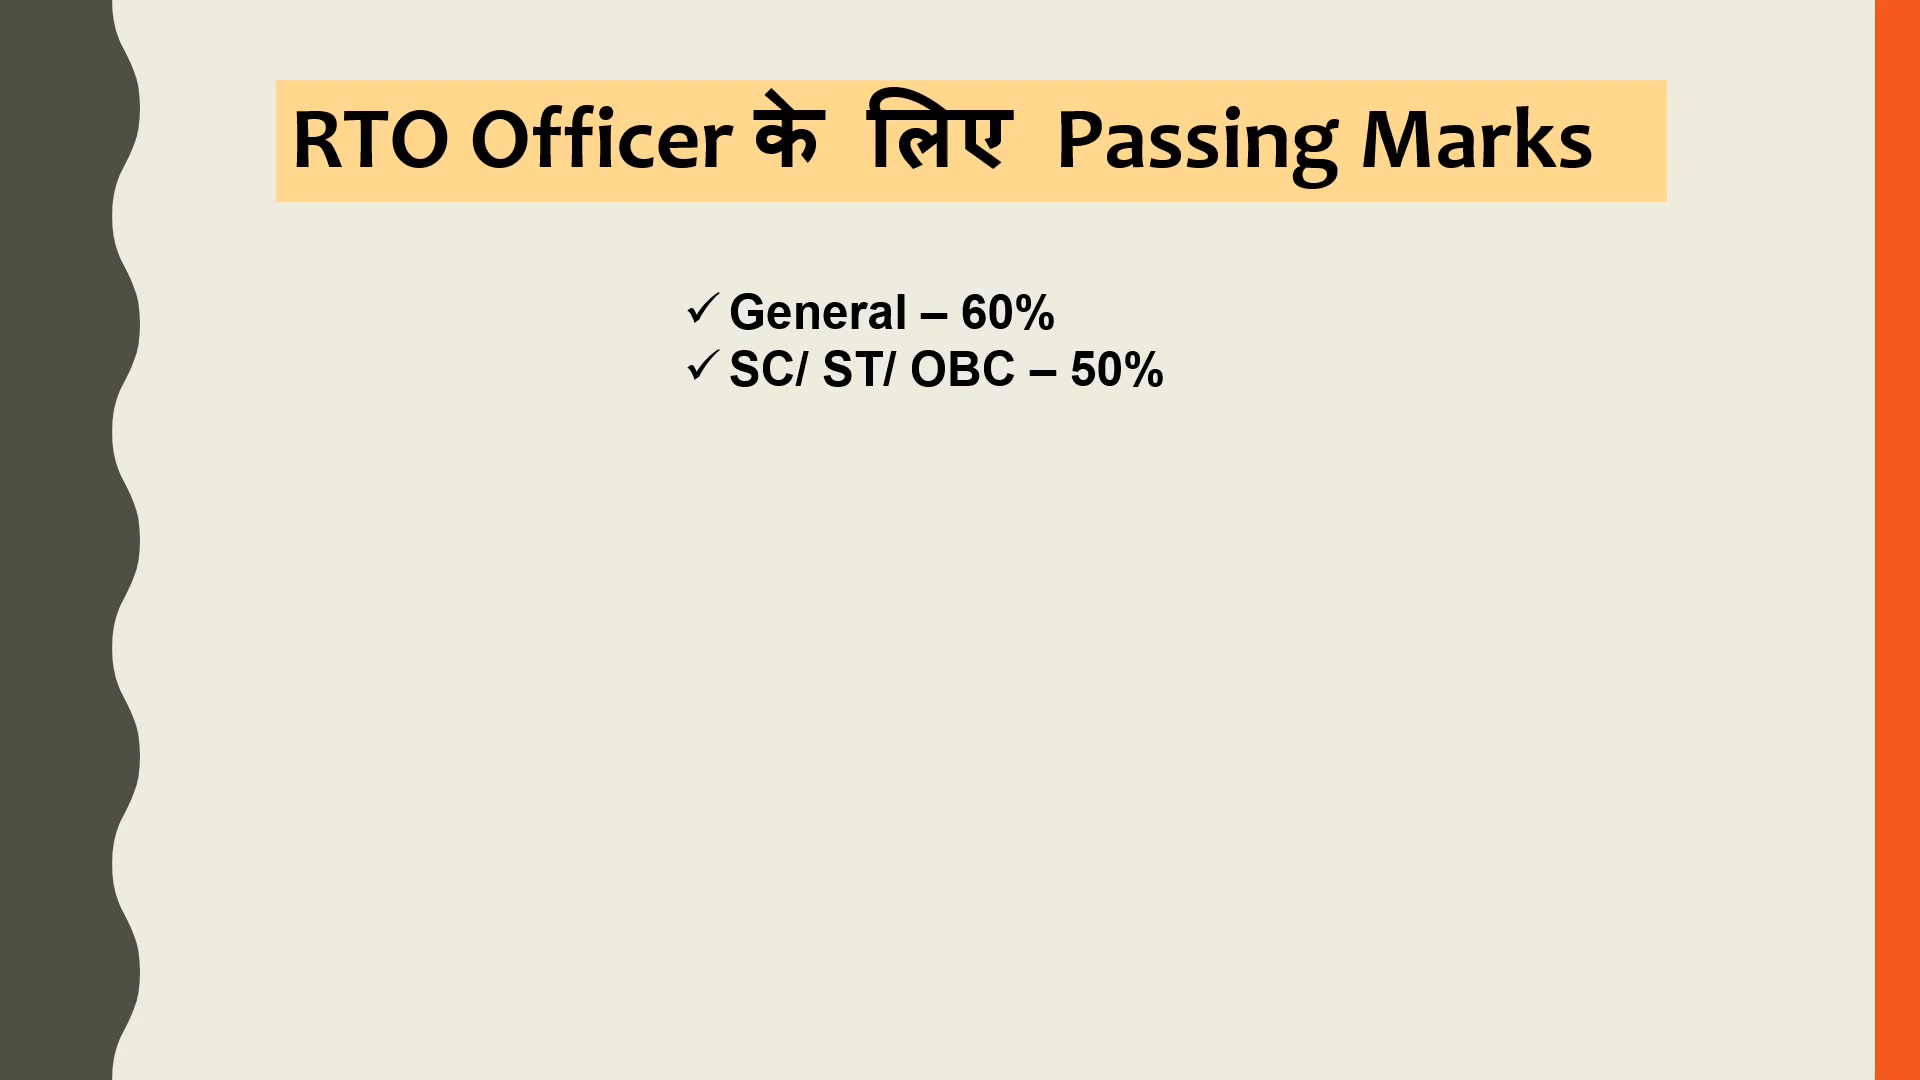 RTO Officer के लिए Passing Marks
✓ General – 60%
✓ SC/ ST/ OBC – 50%